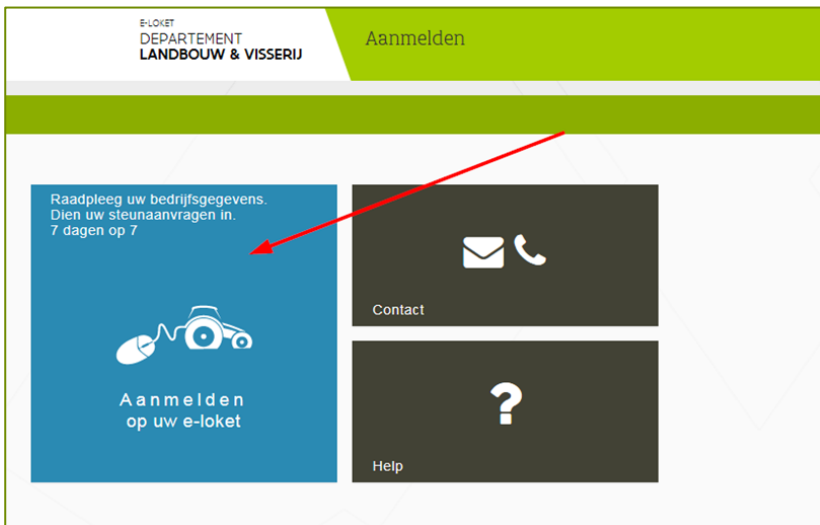 E-LOKET
DEPARTEMENT
LANDBOUW & VISSERIJ
Aanmelden
Raadpleeg uw bedrijfsgegevens.
Dien uw steunaanvragen in.
7 dagen op 7
Aanmelden
op uw e-loket
Contact
?
Help